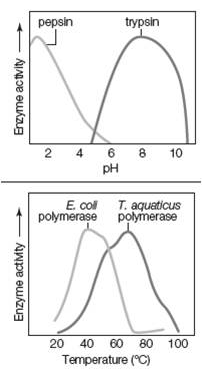 pepsin trypsin
Enzyme activity
2 4 6 8 10
pH
E. coli T. aquaticus
polymerase polymerase
Enzyme activity
20 40 60 80 100
Temperature (°C)